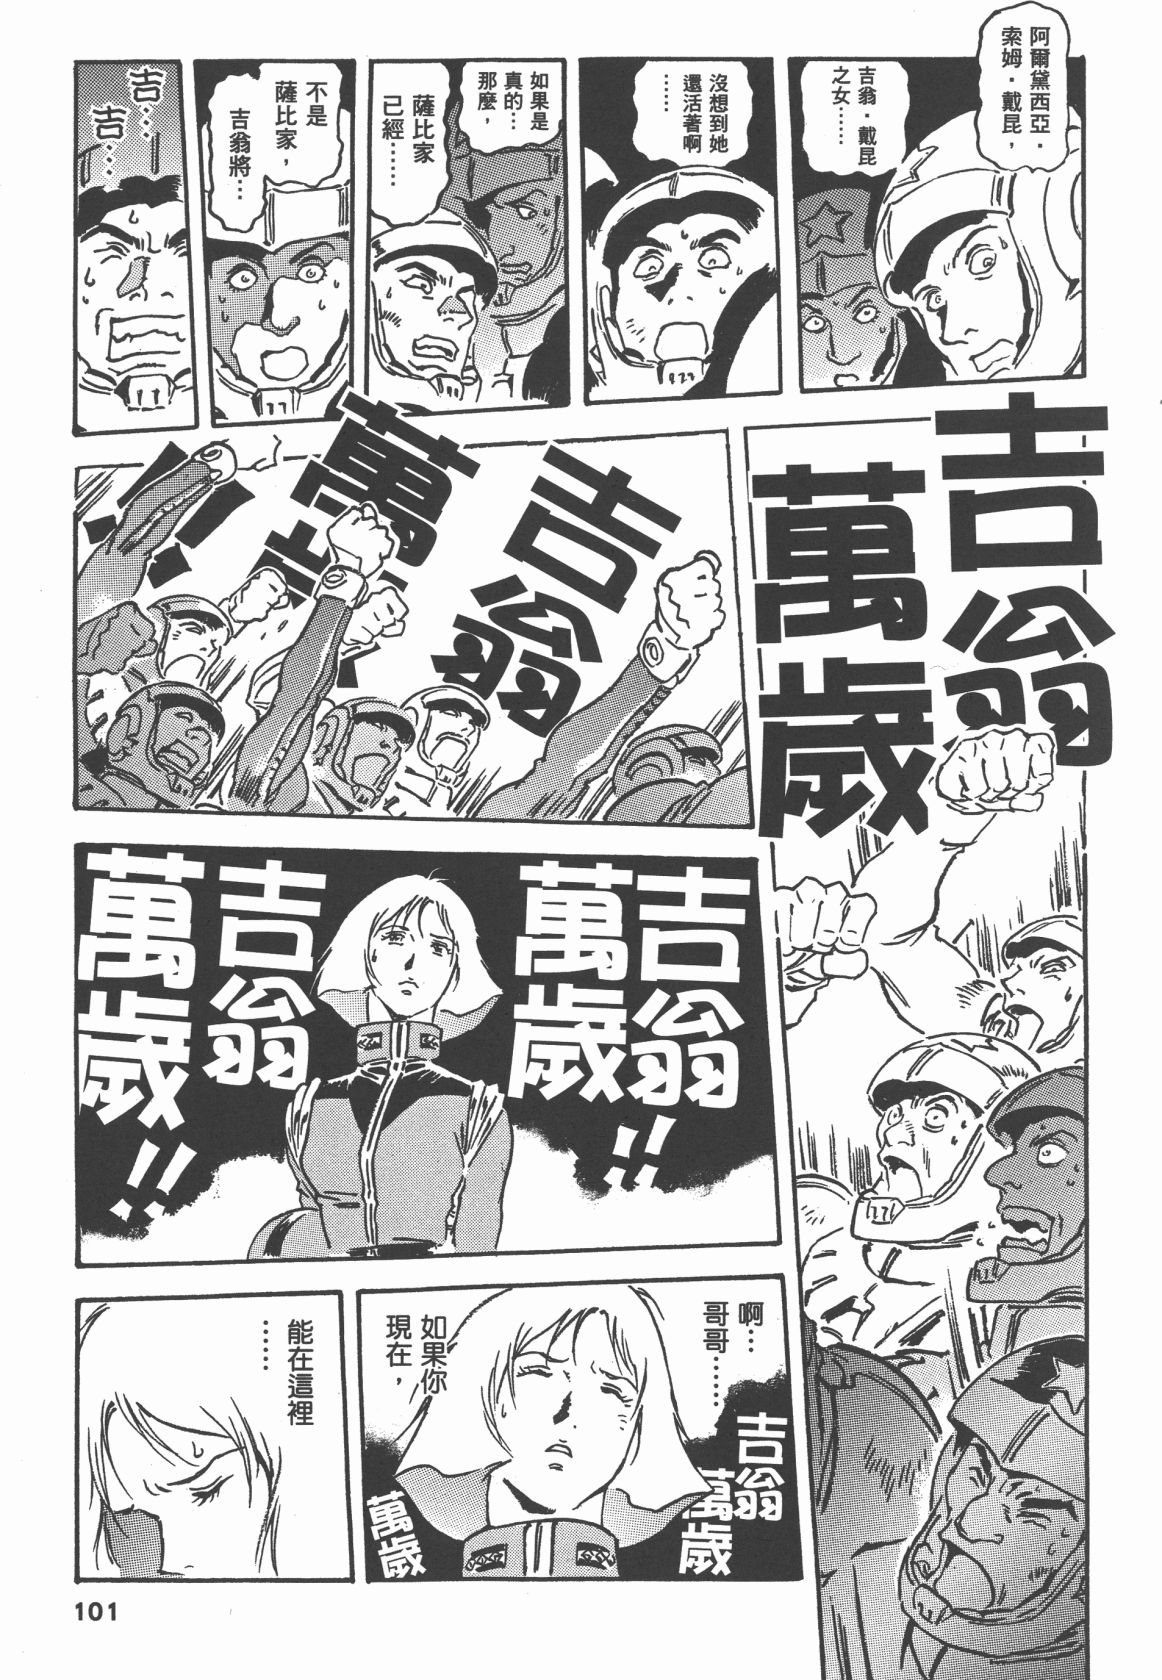 阿爾黛西亞·
索姆·戴昆,
吉翁·戴昆
之女……
沒想到她
還活著啊
……
如果是
真的…
那麼,
薩比家
已經……
不是
薩比家,
吉翁將…
吉…
吉…
吉翁
萬歲
吉翁
萬歲
吉翁
萬歲!!
吉翁
萬歲!!
啊…
哥哥……
吉翁
萬歲
如果你
現在,
萬歲
能在這裡
……
101